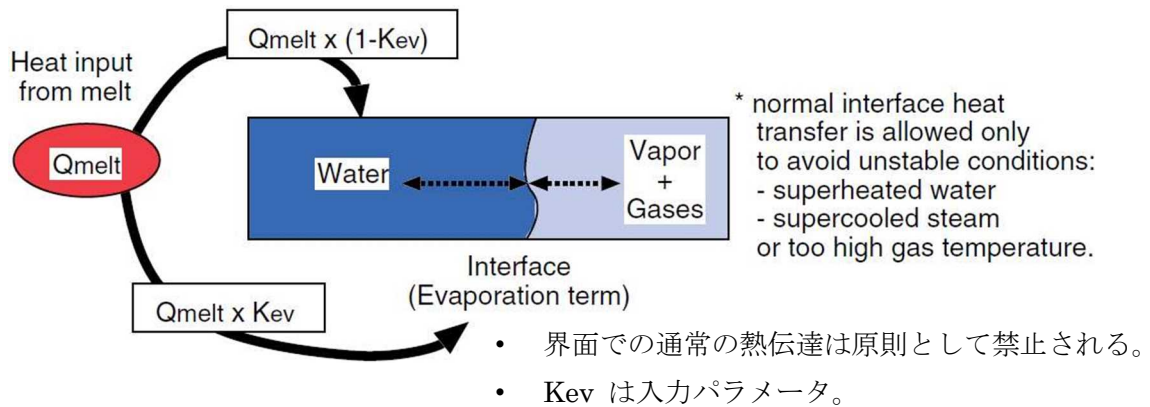 Qmelt x (1-Kev)
Heat input
from melt
Qmelt
Water
Vapor
+
Gases
* normal interface heat
transfer is allowed only
to avoid unstable conditions:
- superheated water
- supercooled steam
or too high gas temperature.
Interface
(Evaporation term)
Qmelt x Kev
• 界面での通常の熱伝達は原則として禁止される。
• Kev は入力パラメータ。